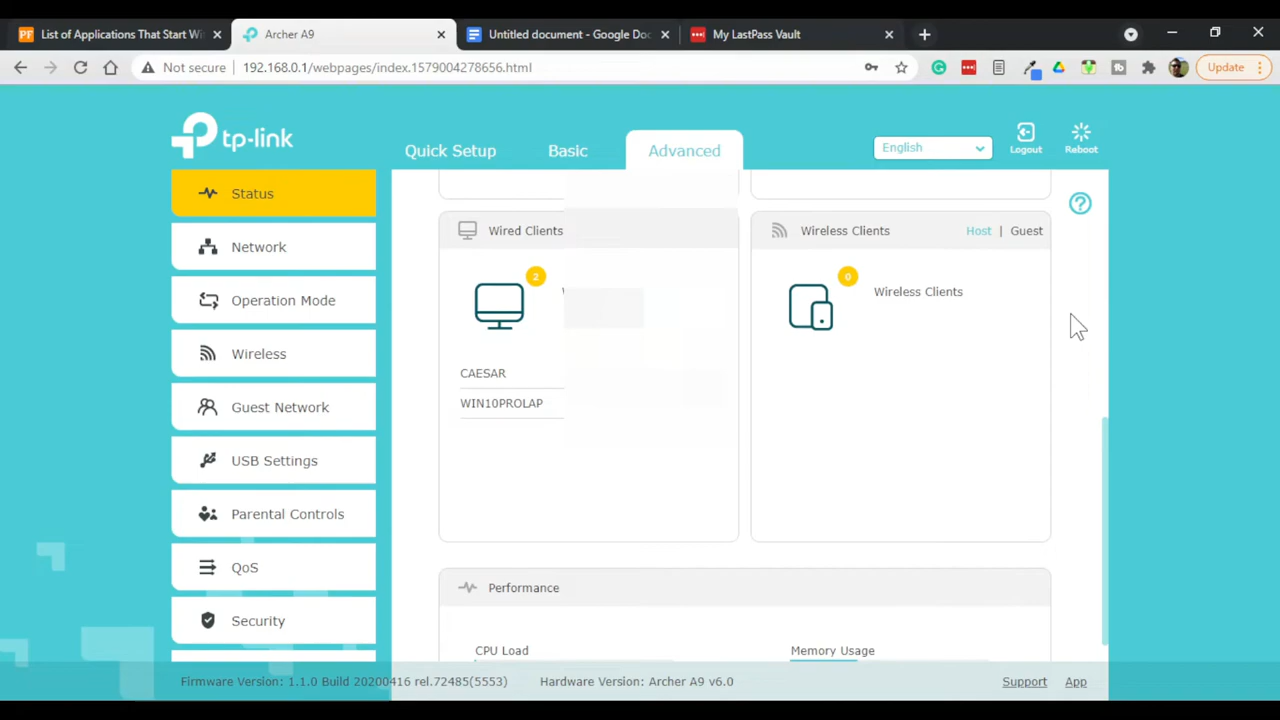 List of Applications That Start Wi
Archer A9
Untitled document - Google Doc
My LastPass Vault
Not secure 192.168.0.1/webpages/index.1579004278656.html
Update
tp-link
Quick Setup
Basic
Advanced
English
Logout
Reboot
Status
Network
Operation Mode
Wireless
Guest Network
USB Settings
Parental Controls
QoS
Security
Wired Clients
2
CAESAR
WIN10PROLAP
Wireless Clients
Host | Guest
0
Wireless Clients
Performance
CPU Load
Memory Usage
Firmware Version: 1.1.0 Build 20200416 rel.72485(5553)
Hardware Version: Archer A9 v6.0
Support
App